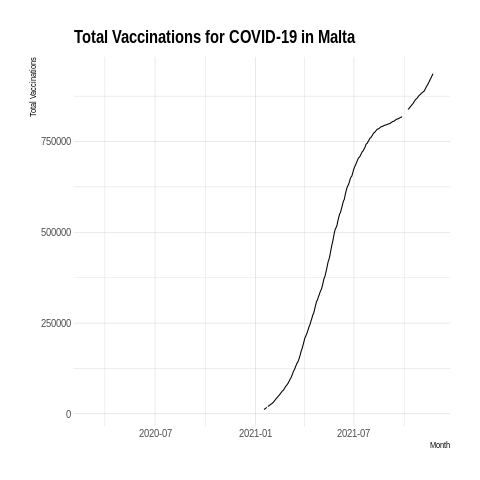 Total Vaccinations for COVID-19 in Malta
Total Vaccinations
750000
500000
250000
0
2020-07 2021-01 2021-07
Month